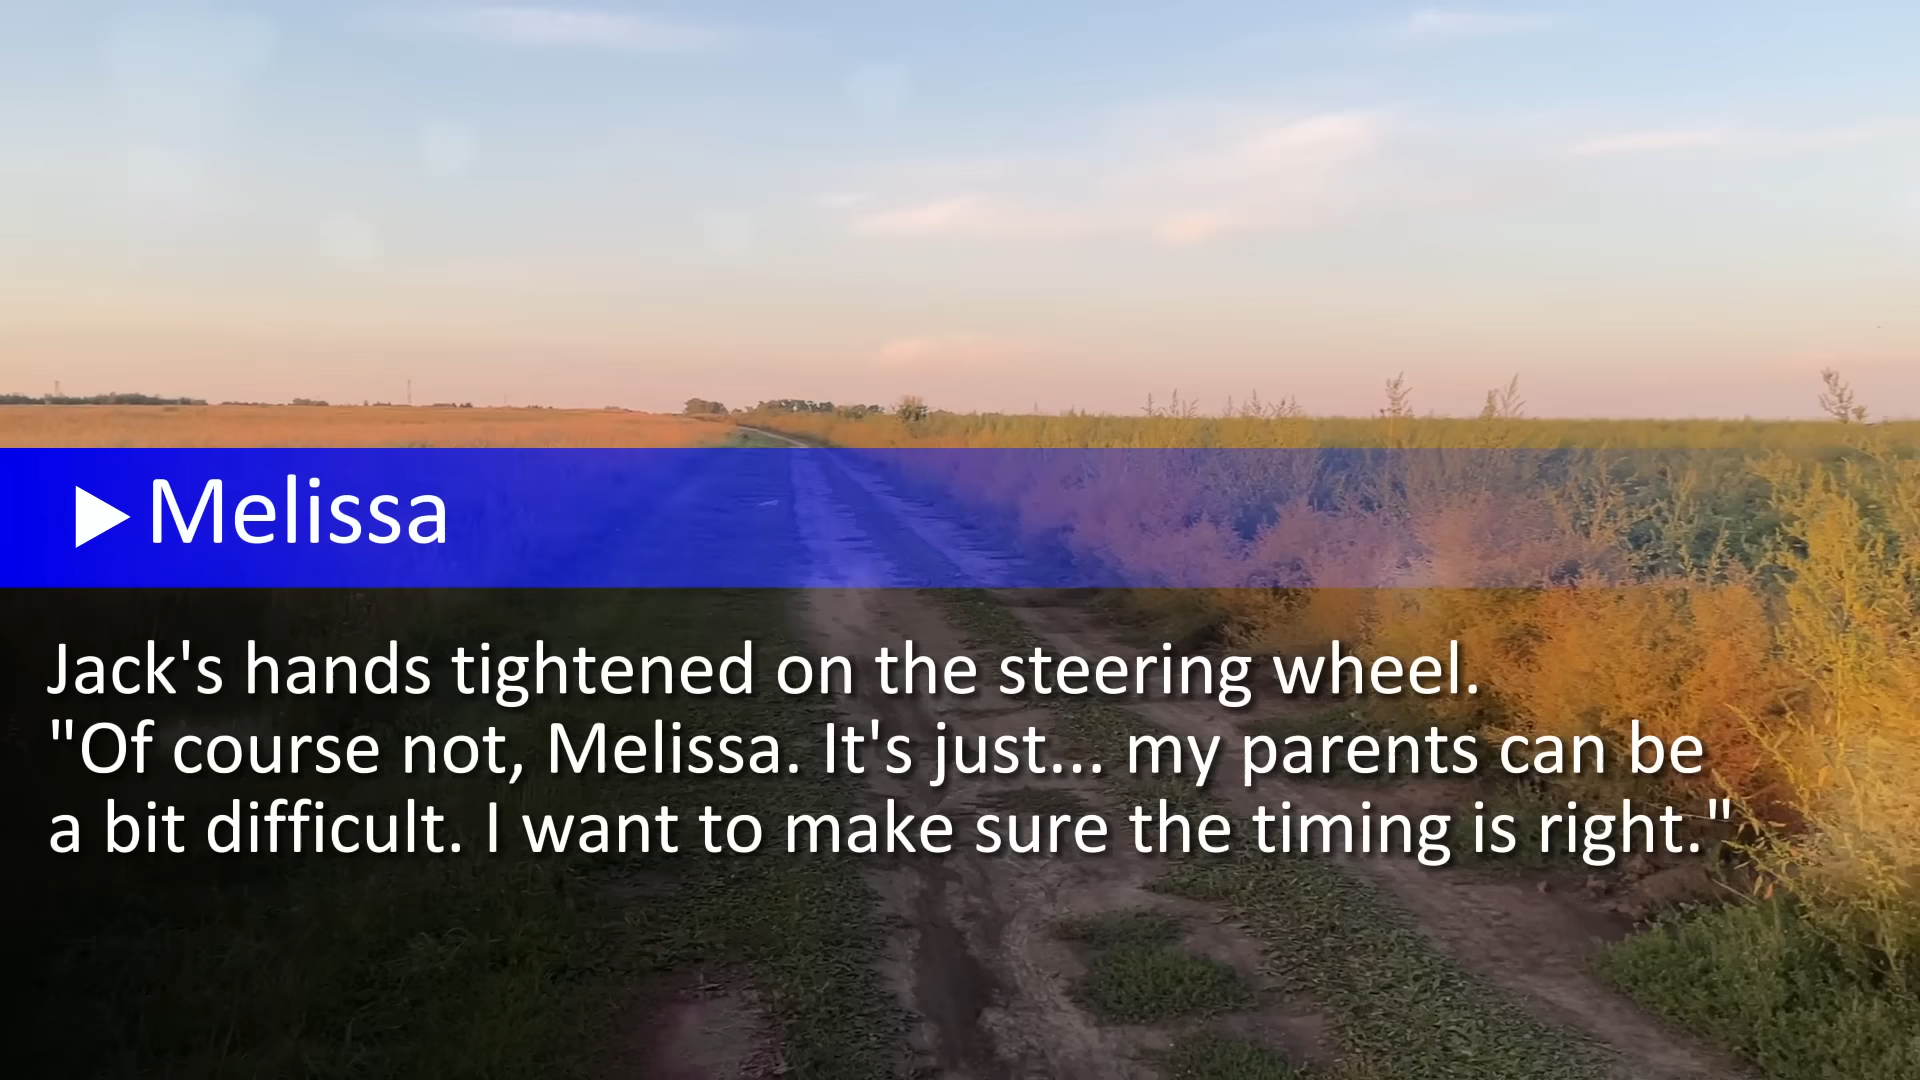 Melissa
Jack's hands tightened on the steering wheel.
"Of course not, Melissa. It's just... my parents can be
a bit difficult. I want to make sure the timing is right."